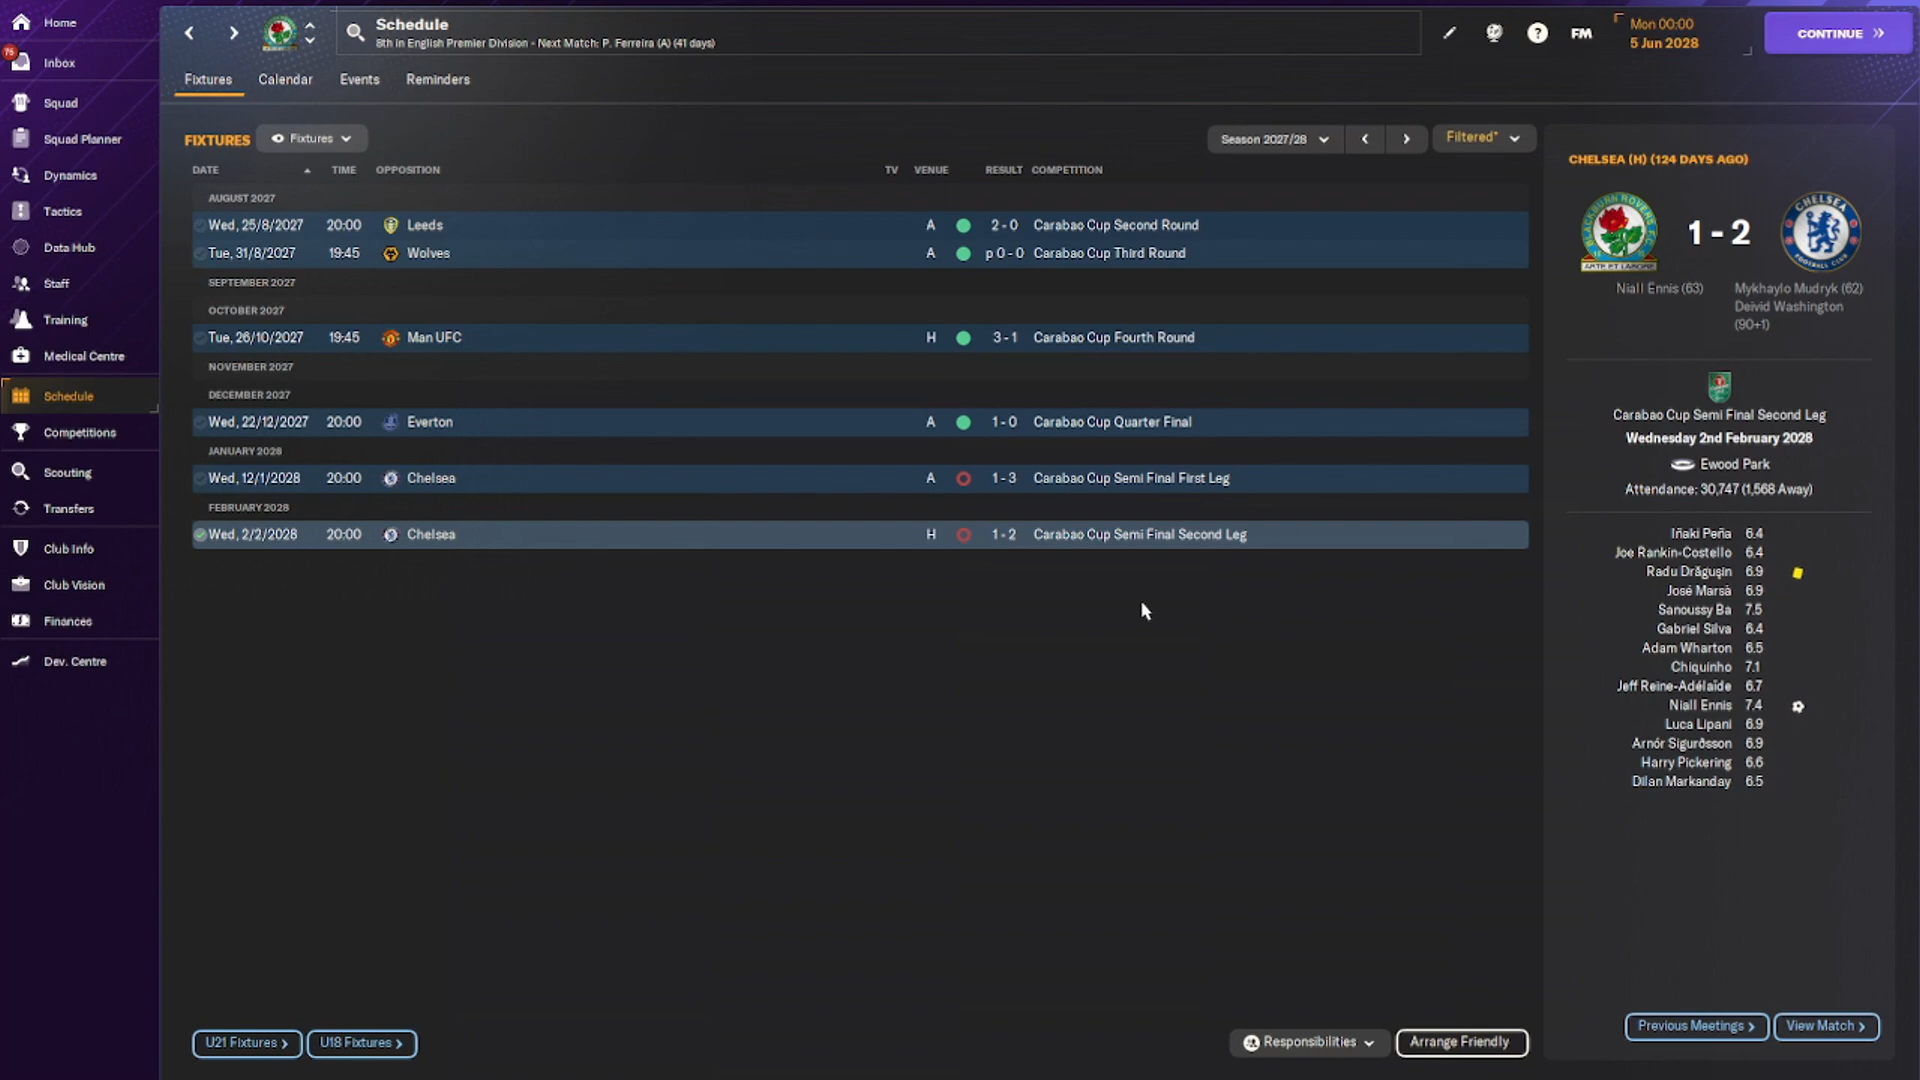 Home
76
Inbox
Squad
Squad Planner
Dynamics
Tactics
Data Hub
Staff
Training
Medical Centre
Schedule
Competitions
Scouting
Transfers
Club Info
Club Vision
Finances
Dev. Centre
Schedule
8th in English Premier Division - Next Match: P. Ferreira (A) (41 days)
?
FM
Mon 00:00
5 Jun 2028
CONTINUE
Fixtures Calendar Events Reminders
FIXTURES Fixtures
Season 2027/28
Filtered*
DATE TIME OPPOSITION TV VENUE RESULT COMPETITION
AUGUST 2027
Wed, 25/8/2027 20:00 Leeds A 2 - 0 Carabao Cup Second Round
Tue, 31/8/2027 19:45 Wolves A p 0 - 0 Carabao Cup Third Round
SEPTEMBER 2027
OCTOBER 2027
Tue, 26/10/2027 19:45 Man UFC H 3 - 1 Carabao Cup Fourth Round
NOVEMBER 2027
DECEMBER 2027
Wed, 22/12/2027 20:00 Everton A 1 - 0 Carabao Cup Quarter Final
JANUARY 2028
Wed, 12/1/2028 20:00 Chelsea A 1 - 3 Carabao Cup Semi Final First Leg
FEBRUARY 2028
Wed, 2/2/2028 20:00 Chelsea H 1 - 2 Carabao Cup Semi Final Second Leg
U21 Fixtures
U18 Fixtures
Responsibilities
Arrange Friendly
CHELSEA (H) (124 DAYS AGO)
BLACKBURN ROVERS F.C.
ARTE ET LABORE
1 - 2
CHELSEA
FOOTBALL CLUB
Niall Ennis (63)
Mykhaylo Mudryk (62)
Deivid Washington
(90+1)
Carabao Cup Semi Final Second Leg
Wednesday 2nd February 2028
Ewood Park
Attendance: 30,747 (1,568 Away)
Iñaki Peña 6.4
Joe Rankin-Costello 6.4
Radu Drăguşin 6.9
José Marsà 6.9
Sanoussy Ba 7.5
Gabriel Silva 6.4
Adam Wharton 6.5
Chiquinho 7.1
Jeff Reine-Adélaïde 6.7
Niall Ennis 7.4
Luca Lipani 6.9
Arnór Sigurðsson 6.9
Harry Pickering 6.6
Dilan Markanday 6.5
Previous Meetings
View Match